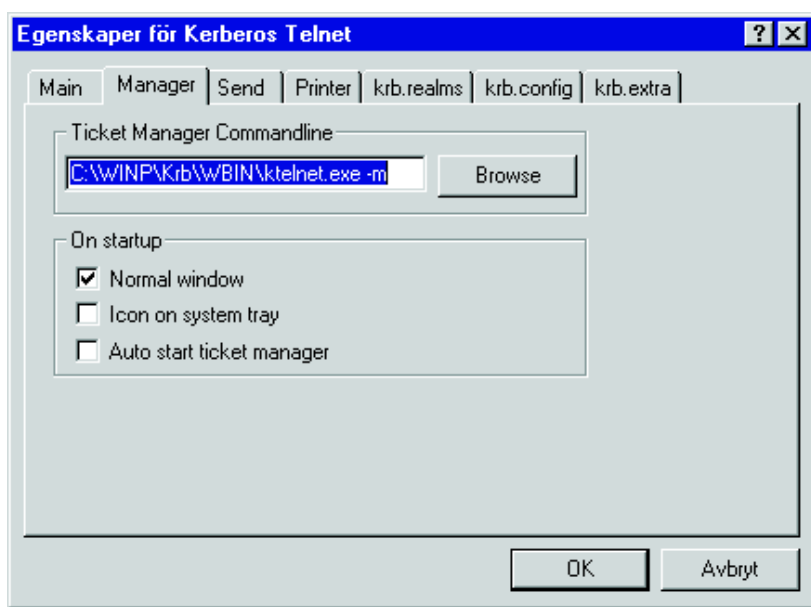 Egenskaper för Kerberos Telnet
Main Manager Send Printer krb.realms krb.config krb.extra
Ticket Manager Commandline
C:\WINP\Krb\WBIN\ktelnet.exe -m Browse
On startup
Normal window
Icon on system tray
Auto start ticket manager
OK Avbryt